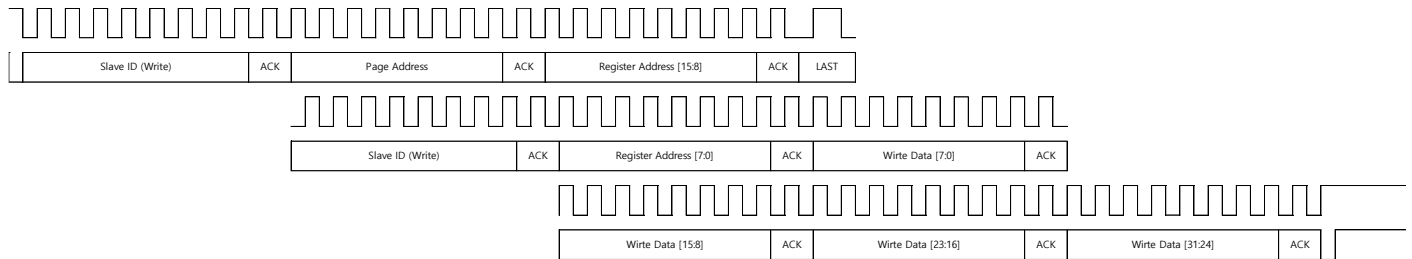 Slave ID (Write) ACK Page Address ACK Register Address [15:8] ACK LAST
Slave ID (Write) ACK Register Address [7:0] ACK Wirte Data [7:0] ACK
Wirte Data [15:8] ACK Wirte Data [23:16] ACK Wirte Data [31:24] ACK